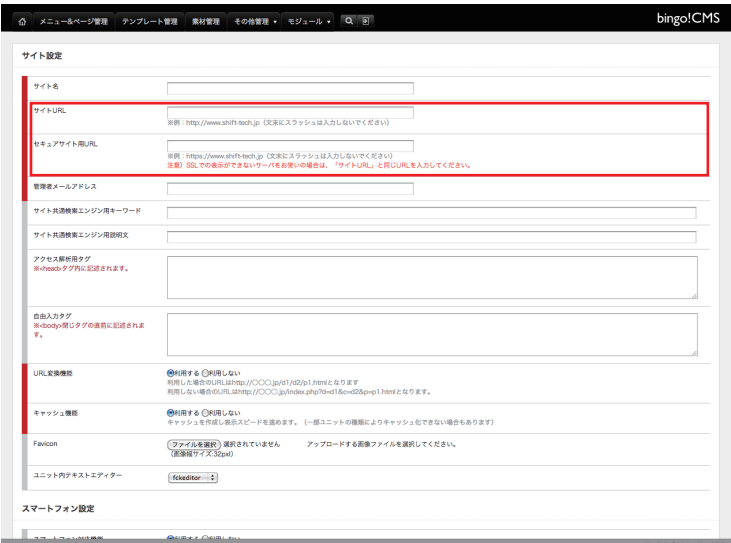 メニュー&ページ管理 テンプレート管理 素材管理 その他管理 ▾ モジュール ▾ bingo!CMS
サイト設定
サイト名
サイトURL
※例：http://www.shift-tech.jp（文末にスラッシュは入力しないでください）
セキュアサイト用URL
※例：https://www.shift-tech.jp（文末にスラッシュは入力しないでください）
注意）SSLでの表示ができないサーバをお使いの場合は、「サイトURL」と同じURLを入力してください。
管理者メールアドレス
サイト共通検索エンジン用キーワード
サイト共通検索エンジン用説明文
アクセス解析用タグ
※<head>タグ内に記述されます。
自由入力タグ
※<body>閉じタグの直前に記述されま
す。
URL変換機能 利用する 利用しない
利用した場合のURLはhttp://○○○.jp/d1/d2/p1.htmlとなります
利用しない場合のURLはhttp://○○○.jp/index.php?d=d1&c=d2&p=p1.htmlとなります。
キャッシュ機能 利用する 利用しない
キャッシュを作成し表示スピードを速めます。（一部ユニットの種類によりキャッシュ化できない場合もあります）
Favicon ファイルを選択 選択されていません アップロードする画像ファイルを選択してください。
（画像幅サイズ:32pxl）
ユニット内テキストエディター fckeditor
スマートフォン設定
スマートフォン対応機能 利用する 利用しない